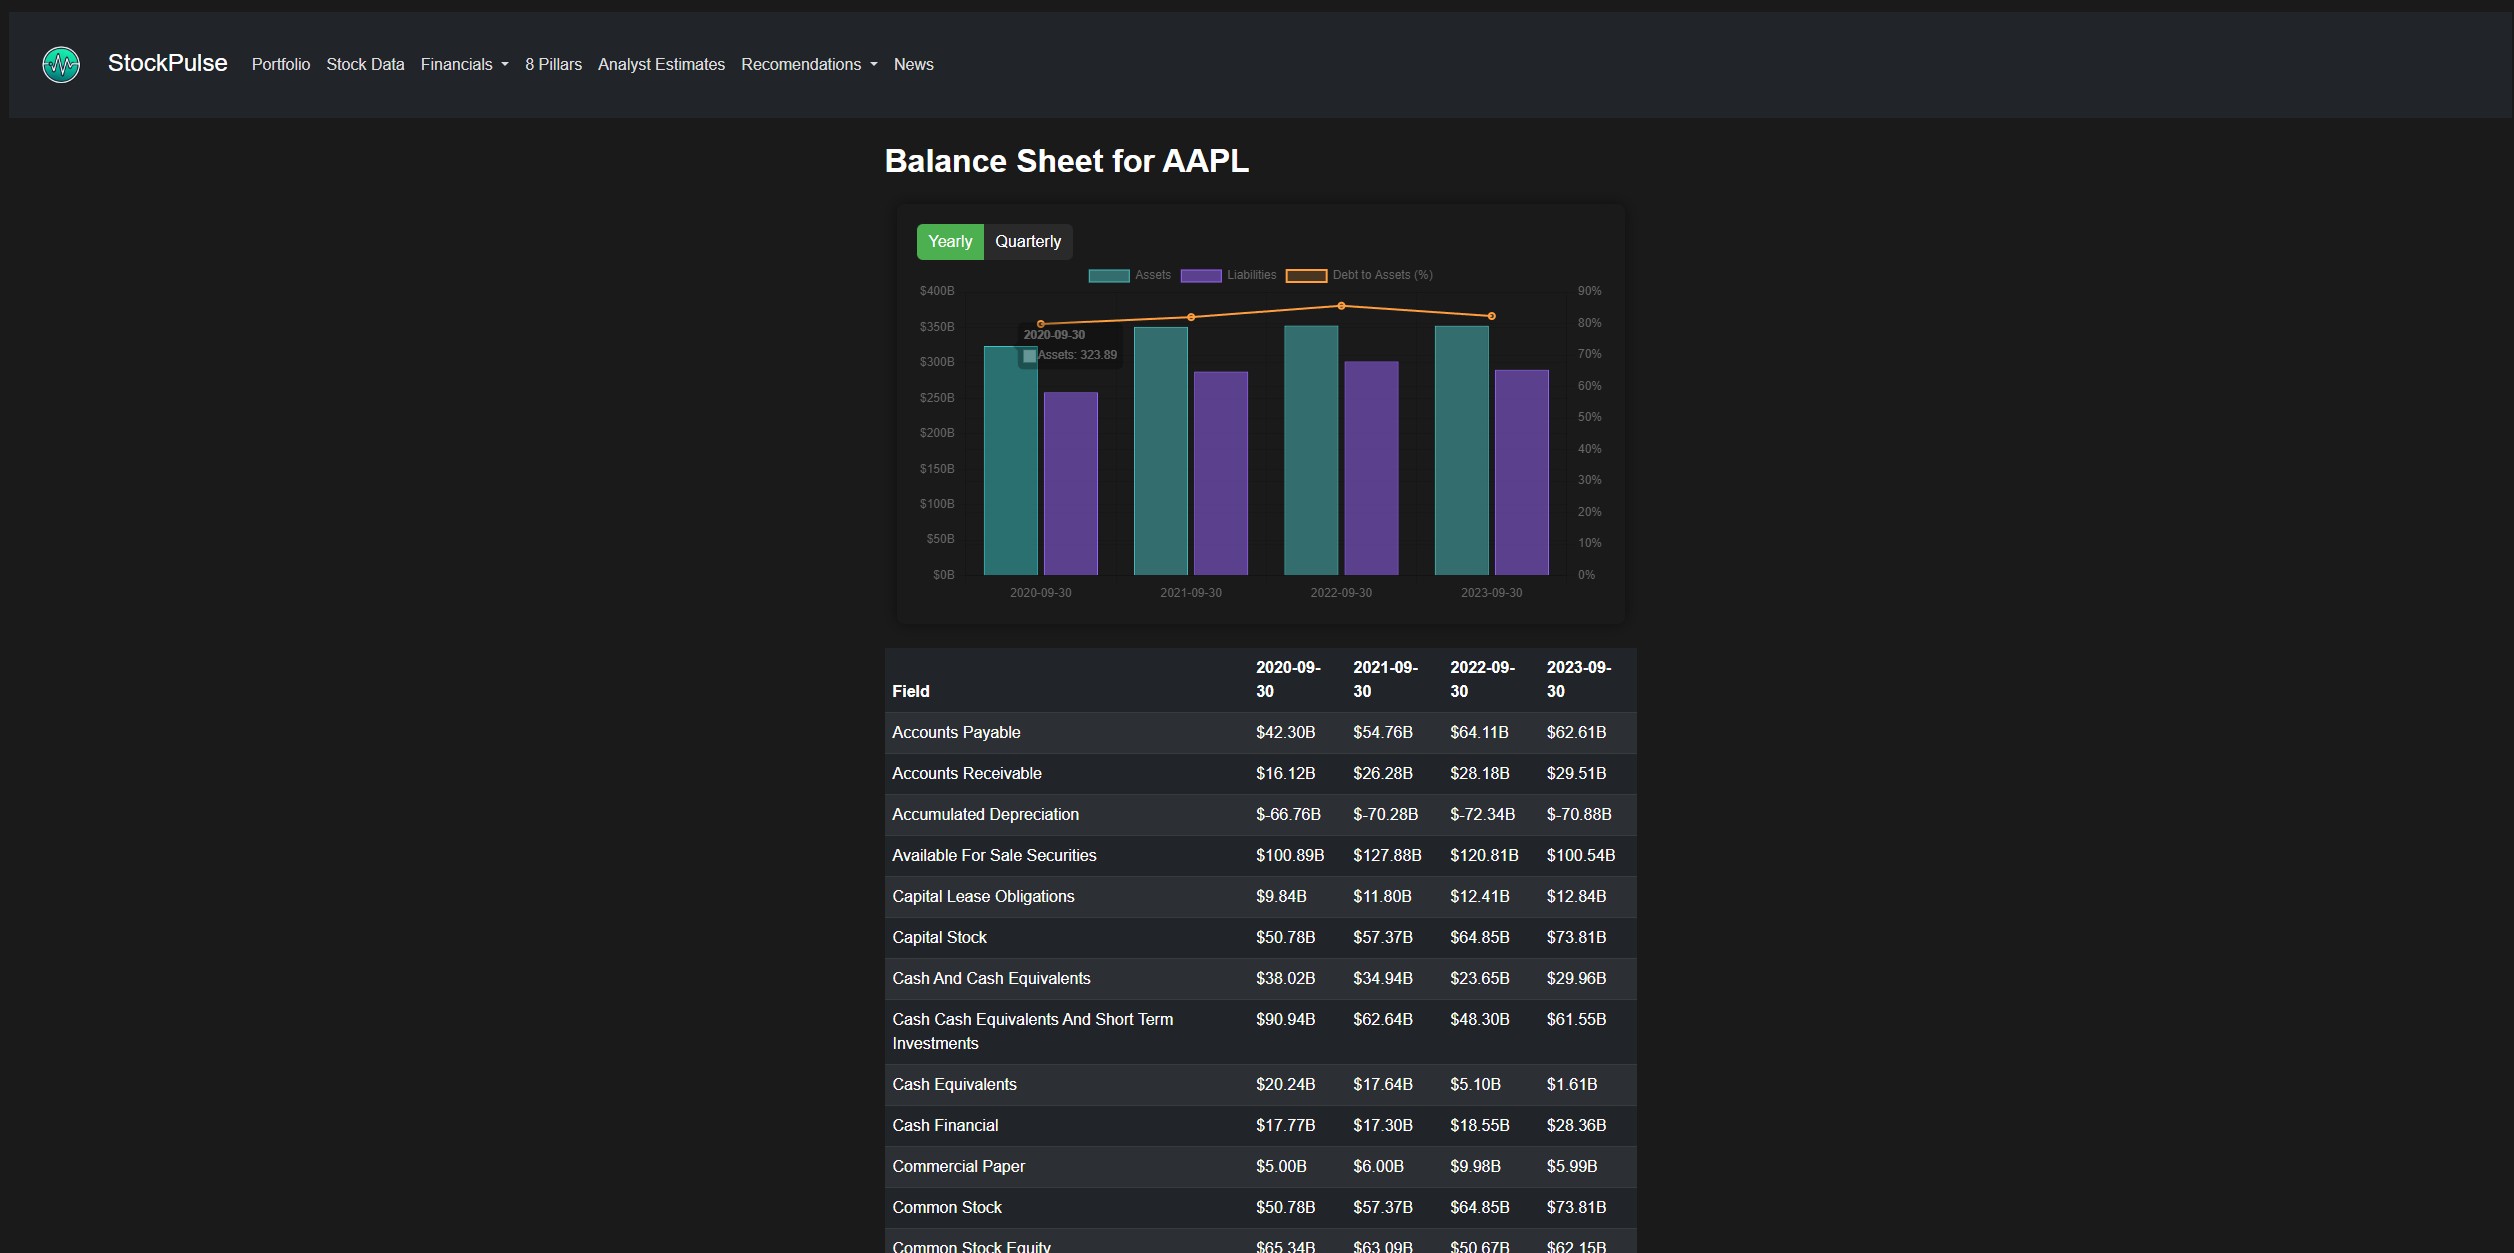 StockPulse Portfolio Stock Data Financials 8 Pillars Analyst Estimates Recomendations News
Balance Sheet for AAPL
Yearly Quarterly
Assets Liabilities Debt to Assets (%)
$400B 90%
$350B 80%
$300B 70%
$250B 60%
$200B 50%
$150B 40%
$100B 30%
$50B 20%
$0B 10%
0%
2020-09-30
Assets: 323.89
2020-09-30 2021-09-30 2022-09-30 2023-09-30
Field 2020-09-30 2021-09-30 2022-09-30 2023-09-30
Accounts Payable $42.30B $54.76B $64.11B $62.61B
Accounts Receivable $16.12B $26.28B $28.18B $29.51B
Accumulated Depreciation $-66.76B $-70.28B $-72.34B $-70.88B
Available For Sale Securities $100.89B $127.88B $120.81B $100.54B
Capital Lease Obligations $9.84B $11.80B $12.41B $12.84B
Capital Stock $50.78B $57.37B $64.85B $73.81B
Cash And Cash Equivalents $38.02B $34.94B $23.65B $29.96B
Cash Cash Equivalents And Short Term $90.94B $62.64B $48.30B $61.55B
Investments
Cash Equivalents $20.24B $17.64B $5.10B $1.61B
Cash Financial $17.77B $17.30B $18.55B $28.36B
Commercial Paper $5.00B $6.00B $9.98B $5.99B
Common Stock $50.78B $57.37B $64.85B $73.81B
Common Stock Equity $65.34B $63.09B $50.67B $62.15B